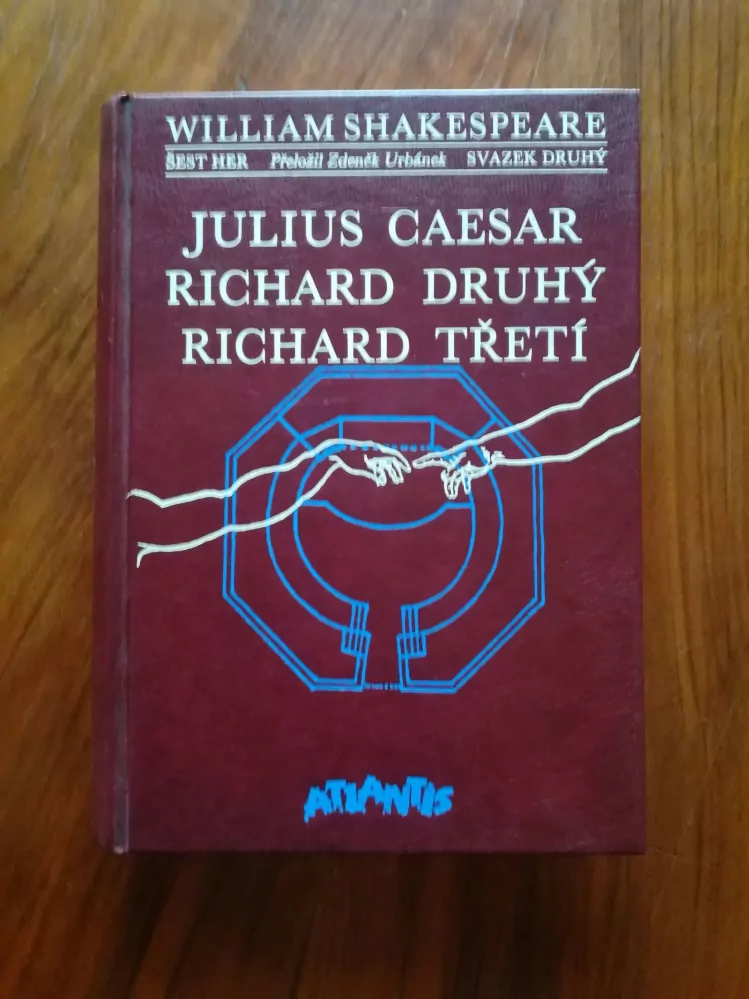 WILLIAM SHAKESPEARE
ŠEST HER Přeložil Zdeněk Urbánek SVAZEK DRUHÝ
JULIUS CAESAR
RICHARD DRUHÝ
RICHARD TŘETÍ
ATLANTIS